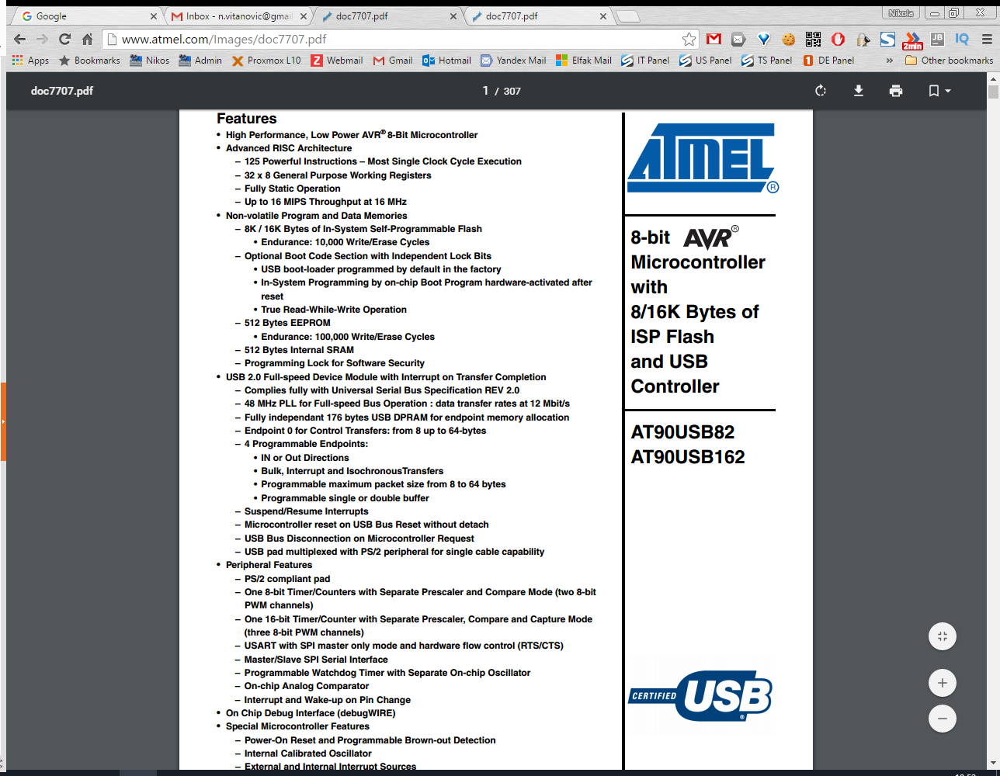 Google
Inbox - n.vitanovic@gmai
doc7707.pdf
doc7707.pdf
Nikola
www.atmel.com/Images/doc7707.pdf
2min
JB
IQ
Apps
Bookmarks
Nikos
Admin
Proxmox L10
Webmail
Gmail
Hotmail
Yandex Mail
Elfak Mail
IT Panel
US Panel
TS Panel
DE Panel
»
Other bookmarks
doc7707.pdf
1 / 307
Features
• High Performance, Low Power AVR® 8-Bit Microcontroller
• Advanced RISC Architecture
– 125 Powerful Instructions – Most Single Clock Cycle Execution
– 32 x 8 General Purpose Working Registers
– Fully Static Operation
– Up to 16 MIPS Throughput at 16 MHz
• Non-volatile Program and Data Memories
– 8K / 16K Bytes of In-System Self-Programmable Flash
• Endurance: 10,000 Write/Erase Cycles
– Optional Boot Code Section with Independent Lock Bits
• USB boot-loader programmed by default in the factory
• In-System Programming by on-chip Boot Program hardware-activated after
reset
• True Read-While-Write Operation
– 512 Bytes EEPROM
• Endurance: 100,000 Write/Erase Cycles
– 512 Bytes Internal SRAM
– Programming Lock for Software Security
• USB 2.0 Full-speed Device Module with Interrupt on Transfer Completion
– Complies fully with Universal Serial Bus Specification REV 2.0
– 48 MHz PLL for Full-speed Bus Operation : data transfer rates at 12 Mbit/s
– Fully independant 176 bytes USB DPRAM for endpoint memory allocation
– Endpoint 0 for Control Transfers: from 8 up to 64-bytes
– 4 Programmable Endpoints:
• IN or Out Directions
• Bulk, Interrupt and IsochronousTransfers
• Programmable maximum packet size from 8 to 64 bytes
• Programmable single or double buffer
– Suspend/Resume Interrupts
– Microcontroller reset on USB Bus Reset without detach
– USB Bus Disconnection on Microcontroller Request
– USB pad multiplexed with PS/2 peripheral for single cable capability
• Peripheral Features
– PS/2 compliant pad
– One 8-bit Timer/Counters with Separate Prescaler and Compare Mode (two 8-bit
PWM channels)
– One 16-bit Timer/Counter with Separate Prescaler, Compare and Capture Mode
(three 8-bit PWM channels)
– USART with SPI master only mode and hardware flow control (RTS/CTS)
– Master/Slave SPI Serial Interface
– Programmable Watchdog Timer with Separate On-chip Oscillator
– On-chip Analog Comparator
– Interrupt and Wake-up on Pin Change
• On Chip Debug Interface (debugWIRE)
• Special Microcontroller Features
– Power-On Reset and Programmable Brown-out Detection
– Internal Calibrated Oscillator
– External and Internal Interrupt Sources
ATMEL®
8-bit AVR®
Microcontroller
with
8/16K Bytes of
ISP Flash
and USB
Controller
AT90USB82
AT90USB162
CERTIFIED USB®